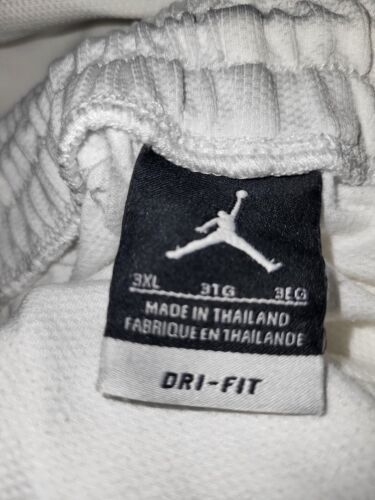 3XL 3TG 3EG
MADE IN THAILAND
FABRIQUE EN THAILANDE
DRI-FIT